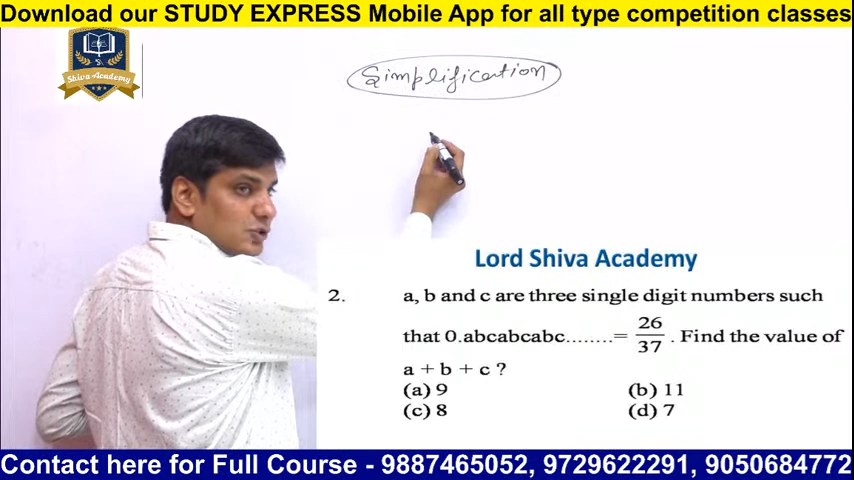 Download our STUDY EXPRESS Mobile App for all type competition classes
Shiva Academy
Simplification
Lord Shiva Academy
2. a, b and c are three single digit numbers such
that 0.abcabcabc........= 26/37 . Find the value of
a + b + c ?
(a) 9 (b) 11
(c) 8 (d) 7
Contact here for Full Course - 9887465052, 9729622291, 9050684772